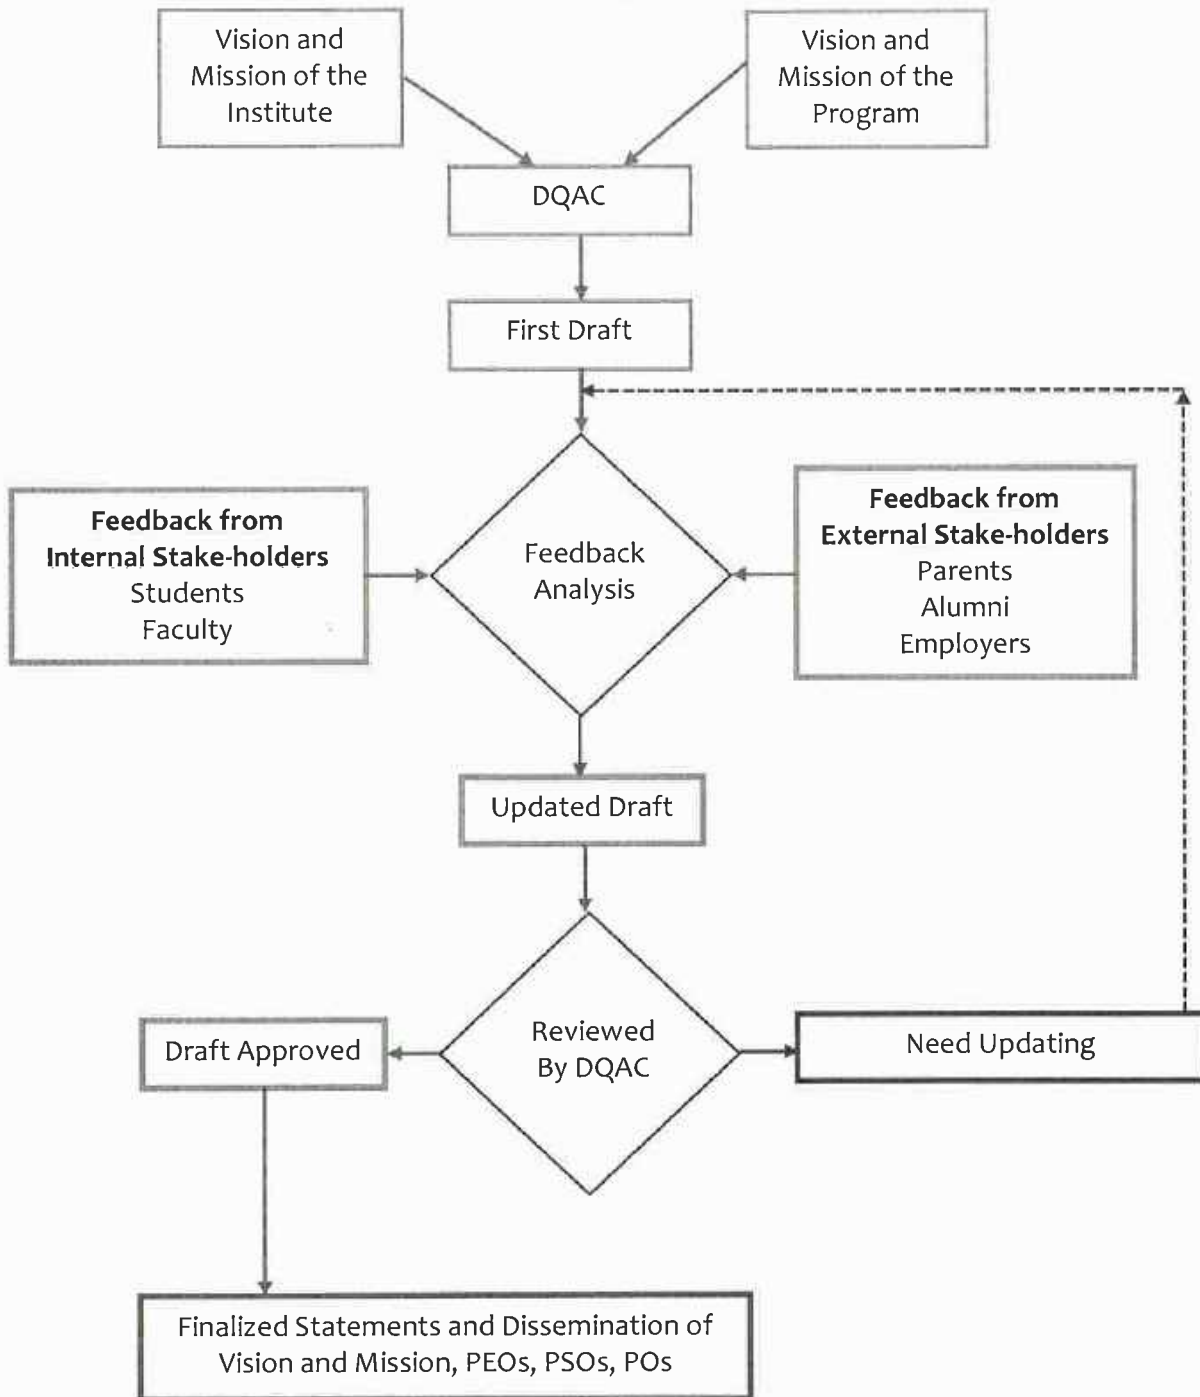 Vision and
Mission of the
Institute
Vision and
Mission of the
Program
DQAC
First Draft
Feedback from
Internal Stake-holders
Students
Faculty
Feedback
Analysis
Feedback from
External Stake-holders
Parents
Alumni
Employers
Updated Draft
Draft Approved
Reviewed
By DQAC
Need Updating
Finalized Statements and Dissemination of
Vision and Mission, PEOs, PSOs, POs